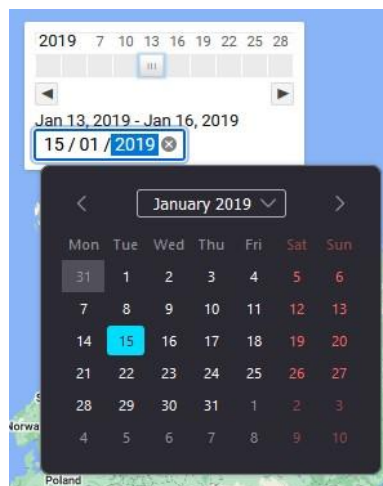 2019 7 10 13 16 19 22 25 28
Jan 13, 2019 - Jan 16, 2019
15 / 01 / 2019
January 2019
Mon Tue Wed Thu Fri Sat Sun
31 1 2 3 4 5 6
7 8 9 10 11 12 13
14 15 16 17 18 19 20
21 22 23 24 25 26 27
28 29 30 31 1 2 3
4 5 6 7 8 9 10
Norwa
Poland